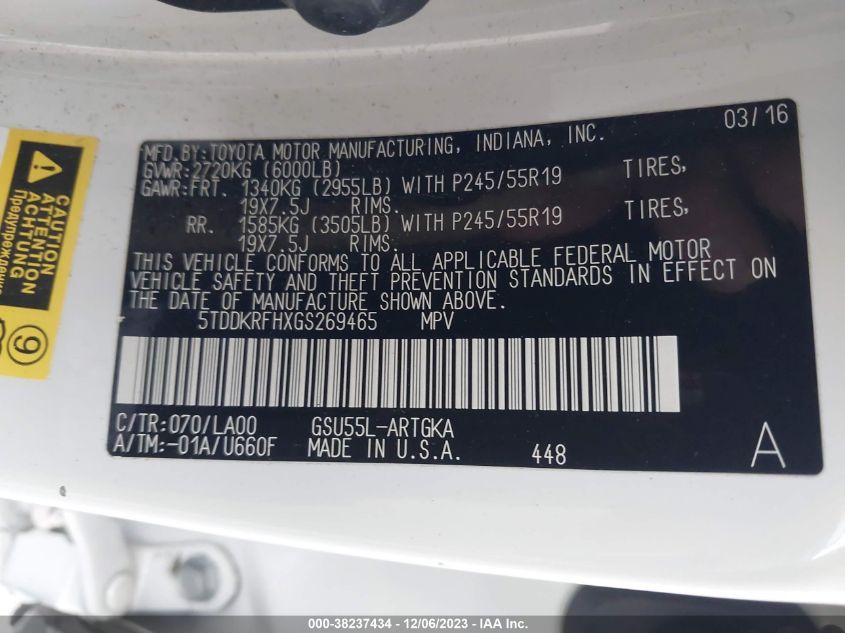 03/16
MFD.BY:TOYOTA MOTOR MANUFACTURING, INDIANA, INC.
GVWR:2720KG (6000LB)
GAWR:FRT. 1340KG (2955LB) WITH P245/55R19 TIRES,
19X7.5J RIMS.
RR. 1585KG (3505LB) WITH P245/55R19 TIRES,
19X7.5J RIMS.
THIS VEHICLE CONFORMS TO ALL APPLICABLE FEDERAL MOTOR
VEHICLE SAFETY AND THEFT PREVENTION STANDARDS IN EFFECT ON
THE DATE OF MANUFACTURE SHOWN ABOVE.
5TDDKRFHXGS269465 MPV
C/TR:070/LA00 GSU55L-ARTGKA
A/TM:-01A/U660F MADE IN U.S.A. 448 A
CAUTION
ATTENTION
ACHTUNG
9
000-38237434 - 12/06/2023 - IAA Inc.